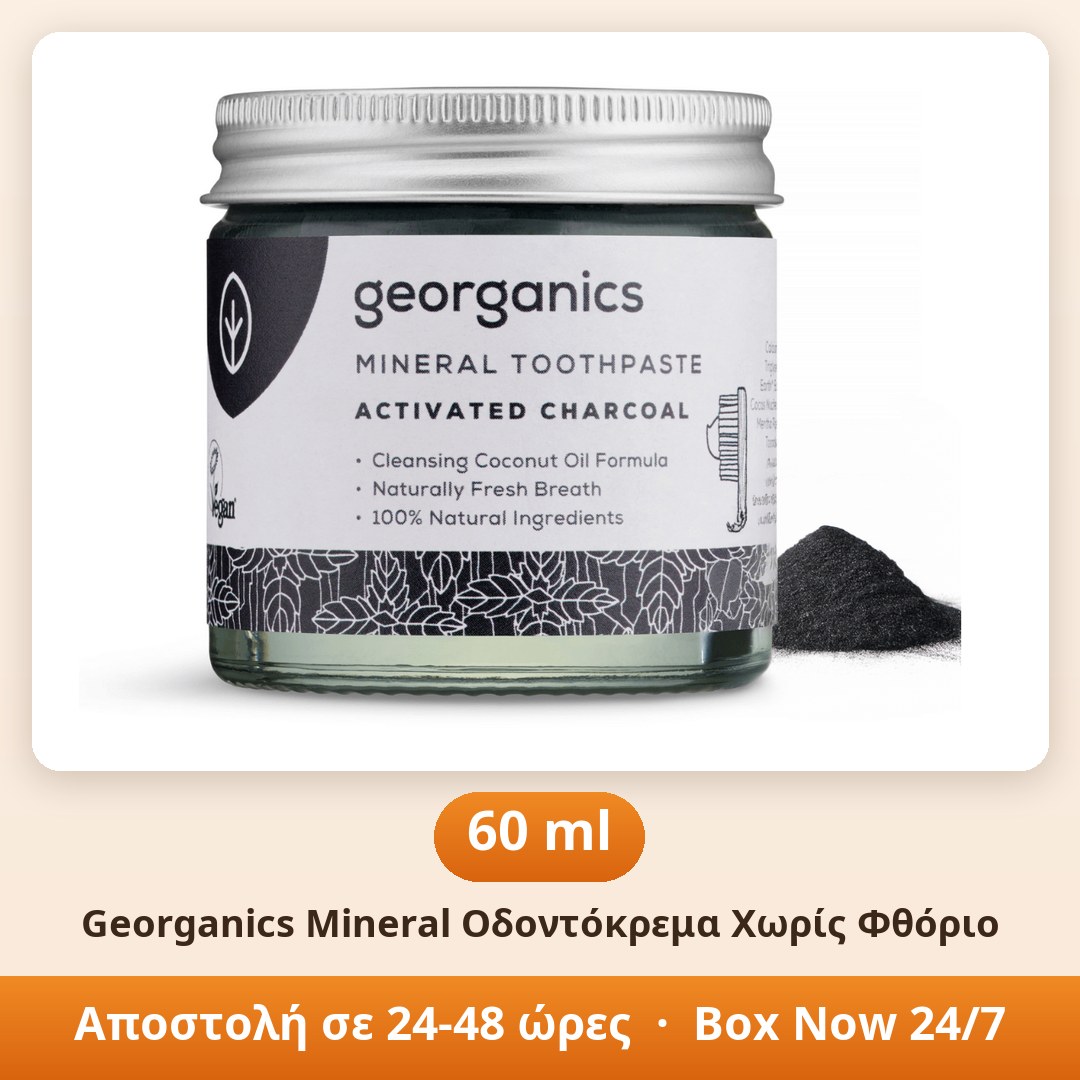 georganics
MINERAL TOOTHPASTE
ACTIVATED CHARCOAL
• Cleansing Coconut Oil Formula
• Naturally Fresh Breath
• 100% Natural Ingredients
Vegan
60 ml
Georganics Mineral Οδοντόκρεμα Χωρίς Φθόριο
Αποστολή σε 24-48 ώρες · Box Now 24/7